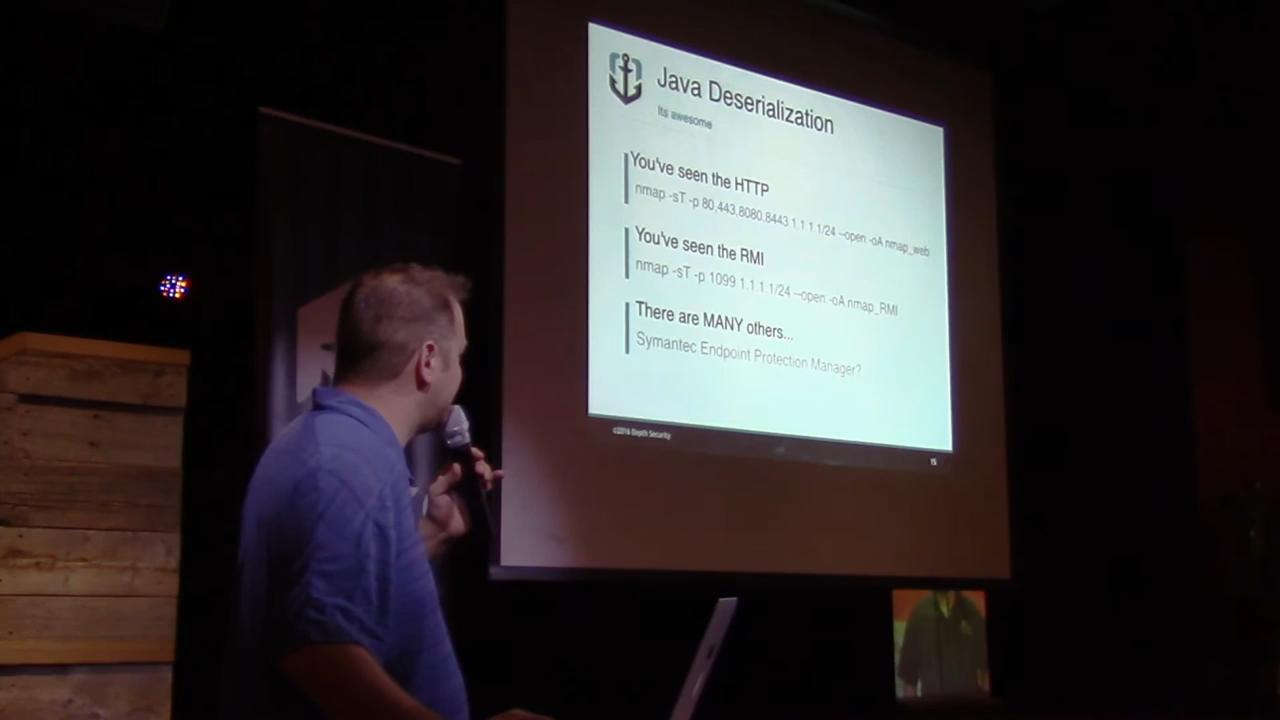 Java Deserialization
Its awesome
You've seen the HTTP
nmap -sT -p 80,443,8080,8443 1.1.1.1/24 --open -oA nmap_web
You've seen the RMI
nmap -sT -p 1099 1.1.1.1/24 --open -oA nmap_RMI
There are MANY others...
Symantec Endpoint Protection Manager?
©2016 Depth Security
15